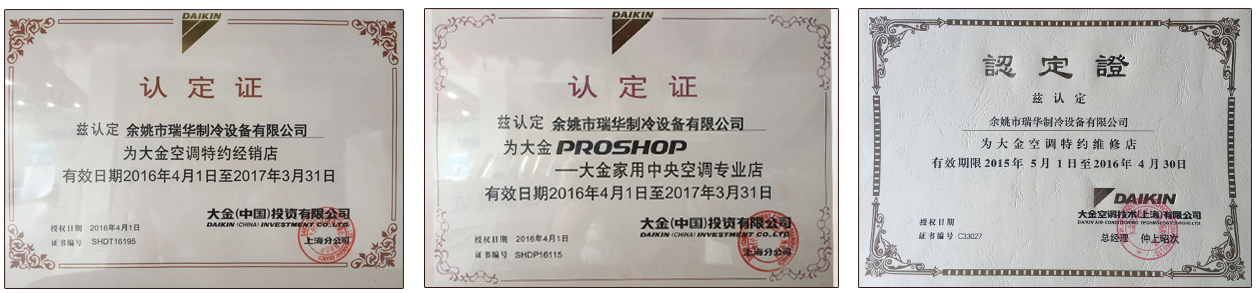 DAIKIN
认定证
兹认定 余姚市瑞华制冷设备有限公司
为大金空调特约经销店
有效日期2016年4月1日至2017年3月31日
大金(中国)投资有限公司
DAIKIN (CHINA) INVESTMENT CO.,LTD.
上海分公司
授权日期 2016年4月1日
证书编号 SHDT16195
DAIKIN
认定证
兹认定 余姚市瑞华制冷设备有限公司
为大金 PROSHOP
——大金家用中央空调专业店
有效日期2016年4月1日至2017年3月31日
大金(中国)投资有限公司
DAIKIN (CHINA) INVESTMENT CO.,LTD.
上海分公司
授权日期 2016年4月1日
证书编号 SHDP16115
認定證
兹认定
余姚市瑞华制冷设备有限公司
为大金空调特约维修店
有效期限2015年 5月 1日至2016年 4月30日
DAIKIN
大金空调技术(上海)有限公司
DAIKIN AIR-CONDITIONING TECHNOLOGY (SHANGHAI), LTD.
总经理 仲上昭次
授权日期
证书编号 C33027